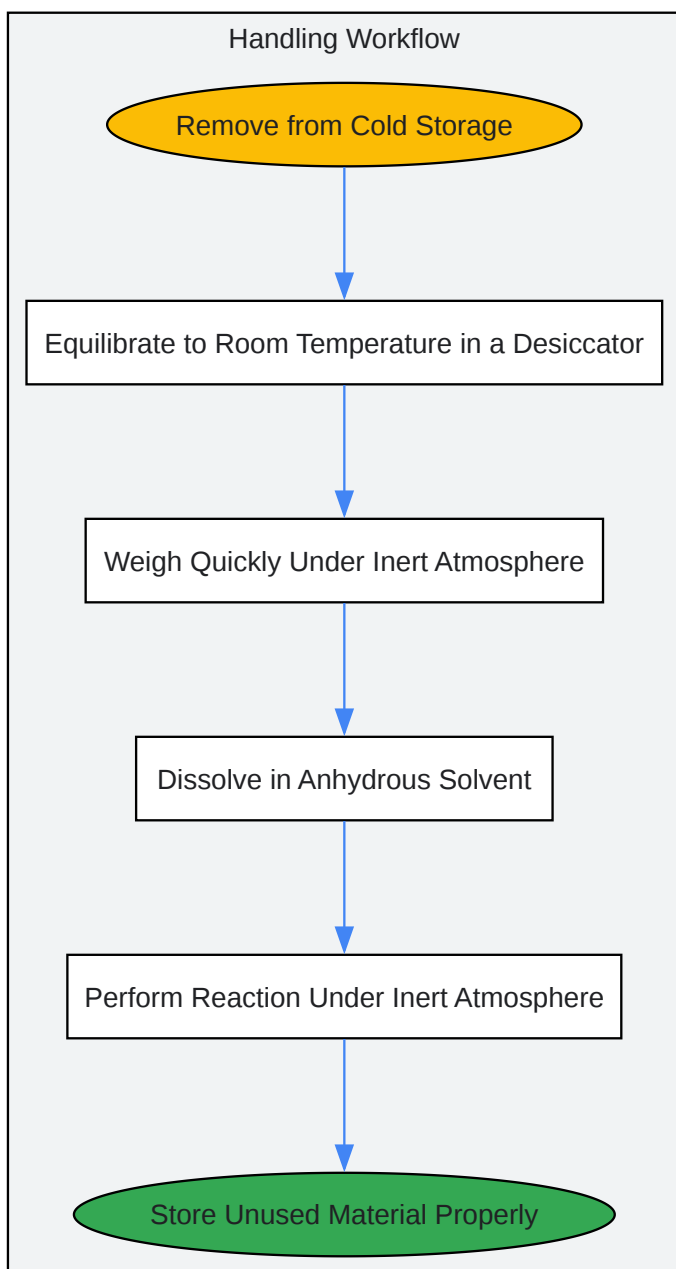 Handling Workflow
Remove from Cold Storage
Equilibrate to Room Temperature in a Desiccator
Weigh Quickly Under Inert Atmosphere
Dissolve in Anhydrous Solvent
Perform Reaction Under Inert Atmosphere
Store Unused Material Properly